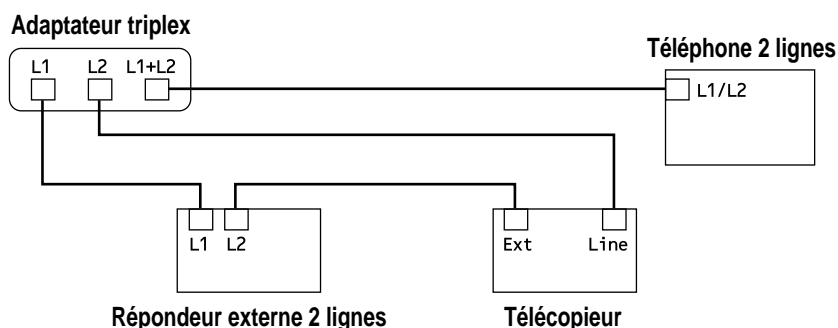 Adaptateur triplex
L1 L2 L1+L2
Téléphone 2 lignes
L1/L2
L1 L2
Ext Line
Répondeur externe 2 lignes
Télécopieur